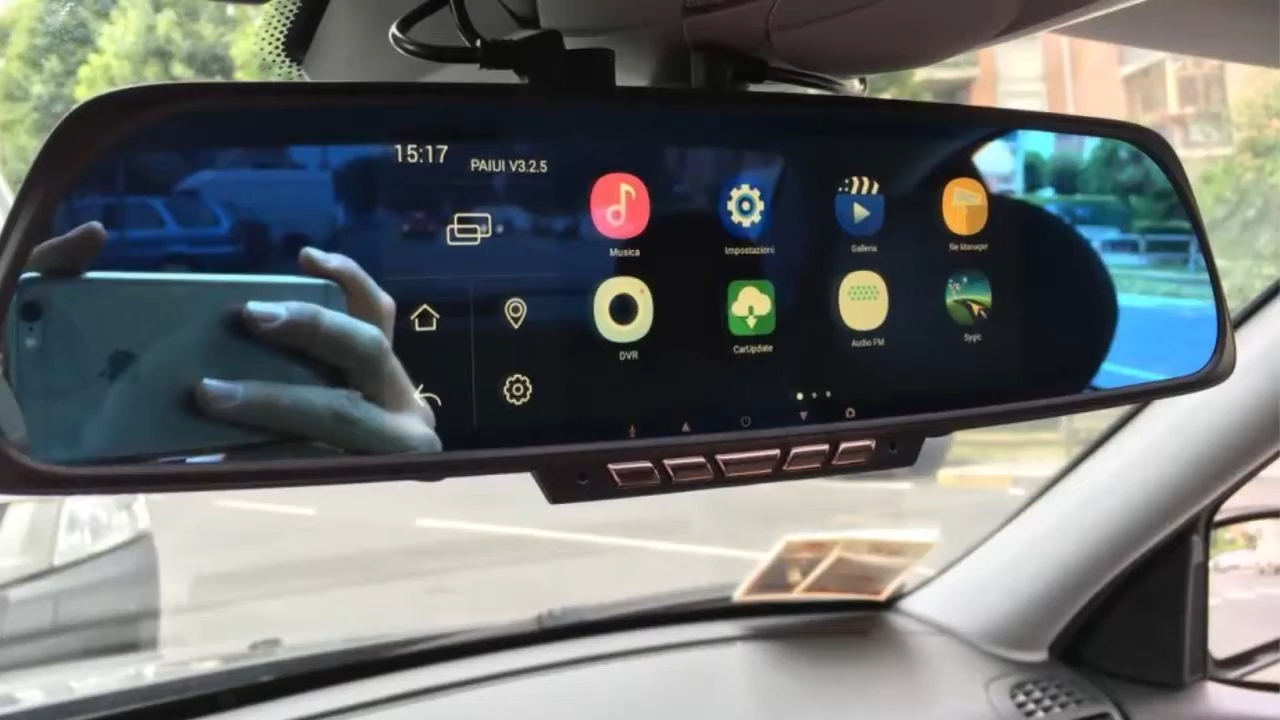 15:17 PAIUI V3.2.5
Musica
Impostazioni
Galleria
file Manager
DVR
CarUpdate
Audio FM
Sygic